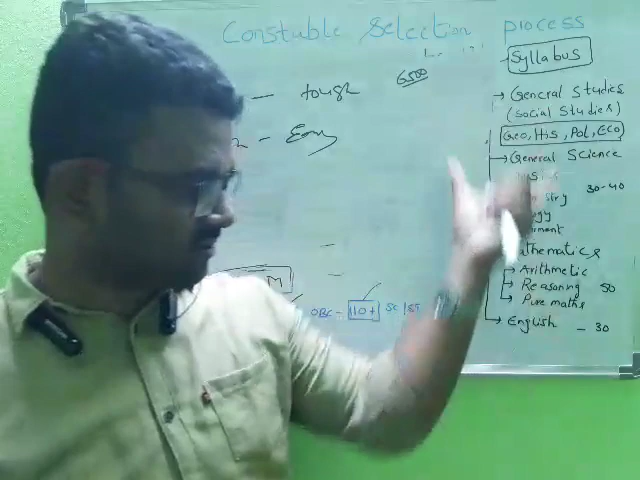 Constable Selection process
Syllabus
6500
— tough
- Easy
→ General Studies
(Social Studies)
Geo, His, Pol, Eco
→ General Science
30-40
Arithmetic
Reasoning 50
Pure maths
OBC - 110+ SC/ST
→ English - 30